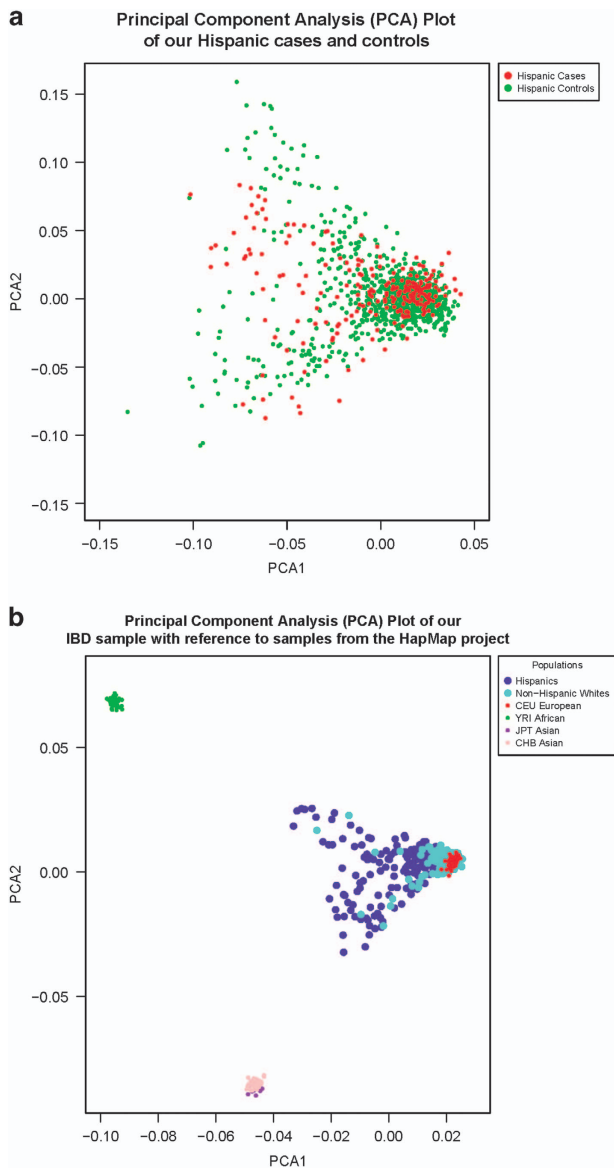 a
Principal Component Analysis (PCA) Plot
of our Hispanic cases and controls
Hispanic Cases
Hispanic Controls
0.15
0.10
0.05
0.00
−0.05
−0.10
−0.15
PCA2
−0.15 −0.10 −0.05 0.00 0.05
PCA1
b
Principal Component Analysis (PCA) Plot of our
IBD sample with reference to samples from the HapMap project
Populations
Hispanics
Non-Hispanic Whites
CEU European
YRI African
JPT Asian
CHB Asian
0.05
0.00
−0.05
PCA2
−0.10 −0.08 −0.06 −0.04 −0.02 0.00 0.02
PCA1